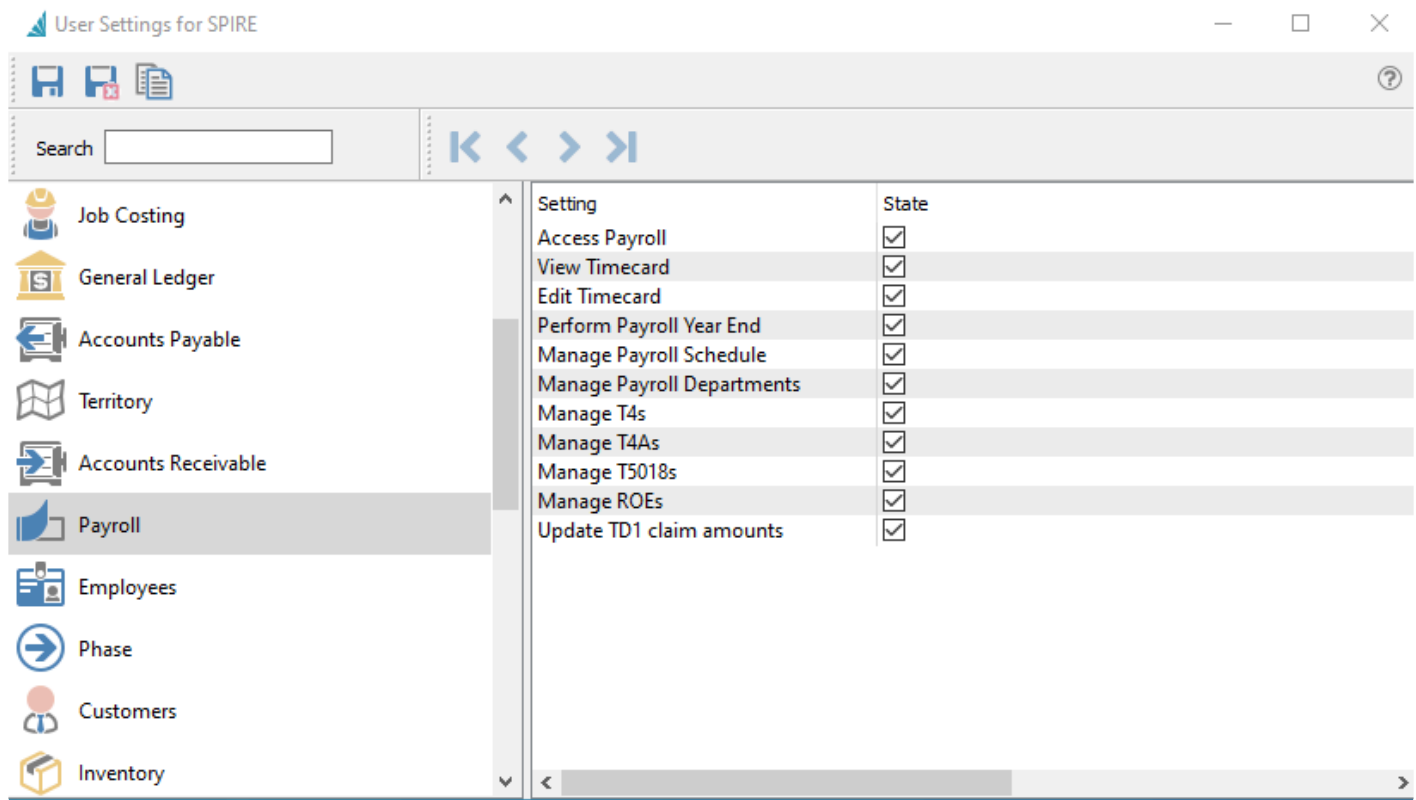 User Settings for SPIRE
Search
Job Costing
General Ledger
Accounts Payable
Territory
Accounts Receivable
Payroll
Employees
Phase
Customers
Inventory
Setting State
Access Payroll
View Timecard
Edit Timecard
Perform Payroll Year End
Manage Payroll Schedule
Manage Payroll Departments
Manage T4s
Manage T4As
Manage T5018s
Manage ROEs
Update TD1 claim amounts